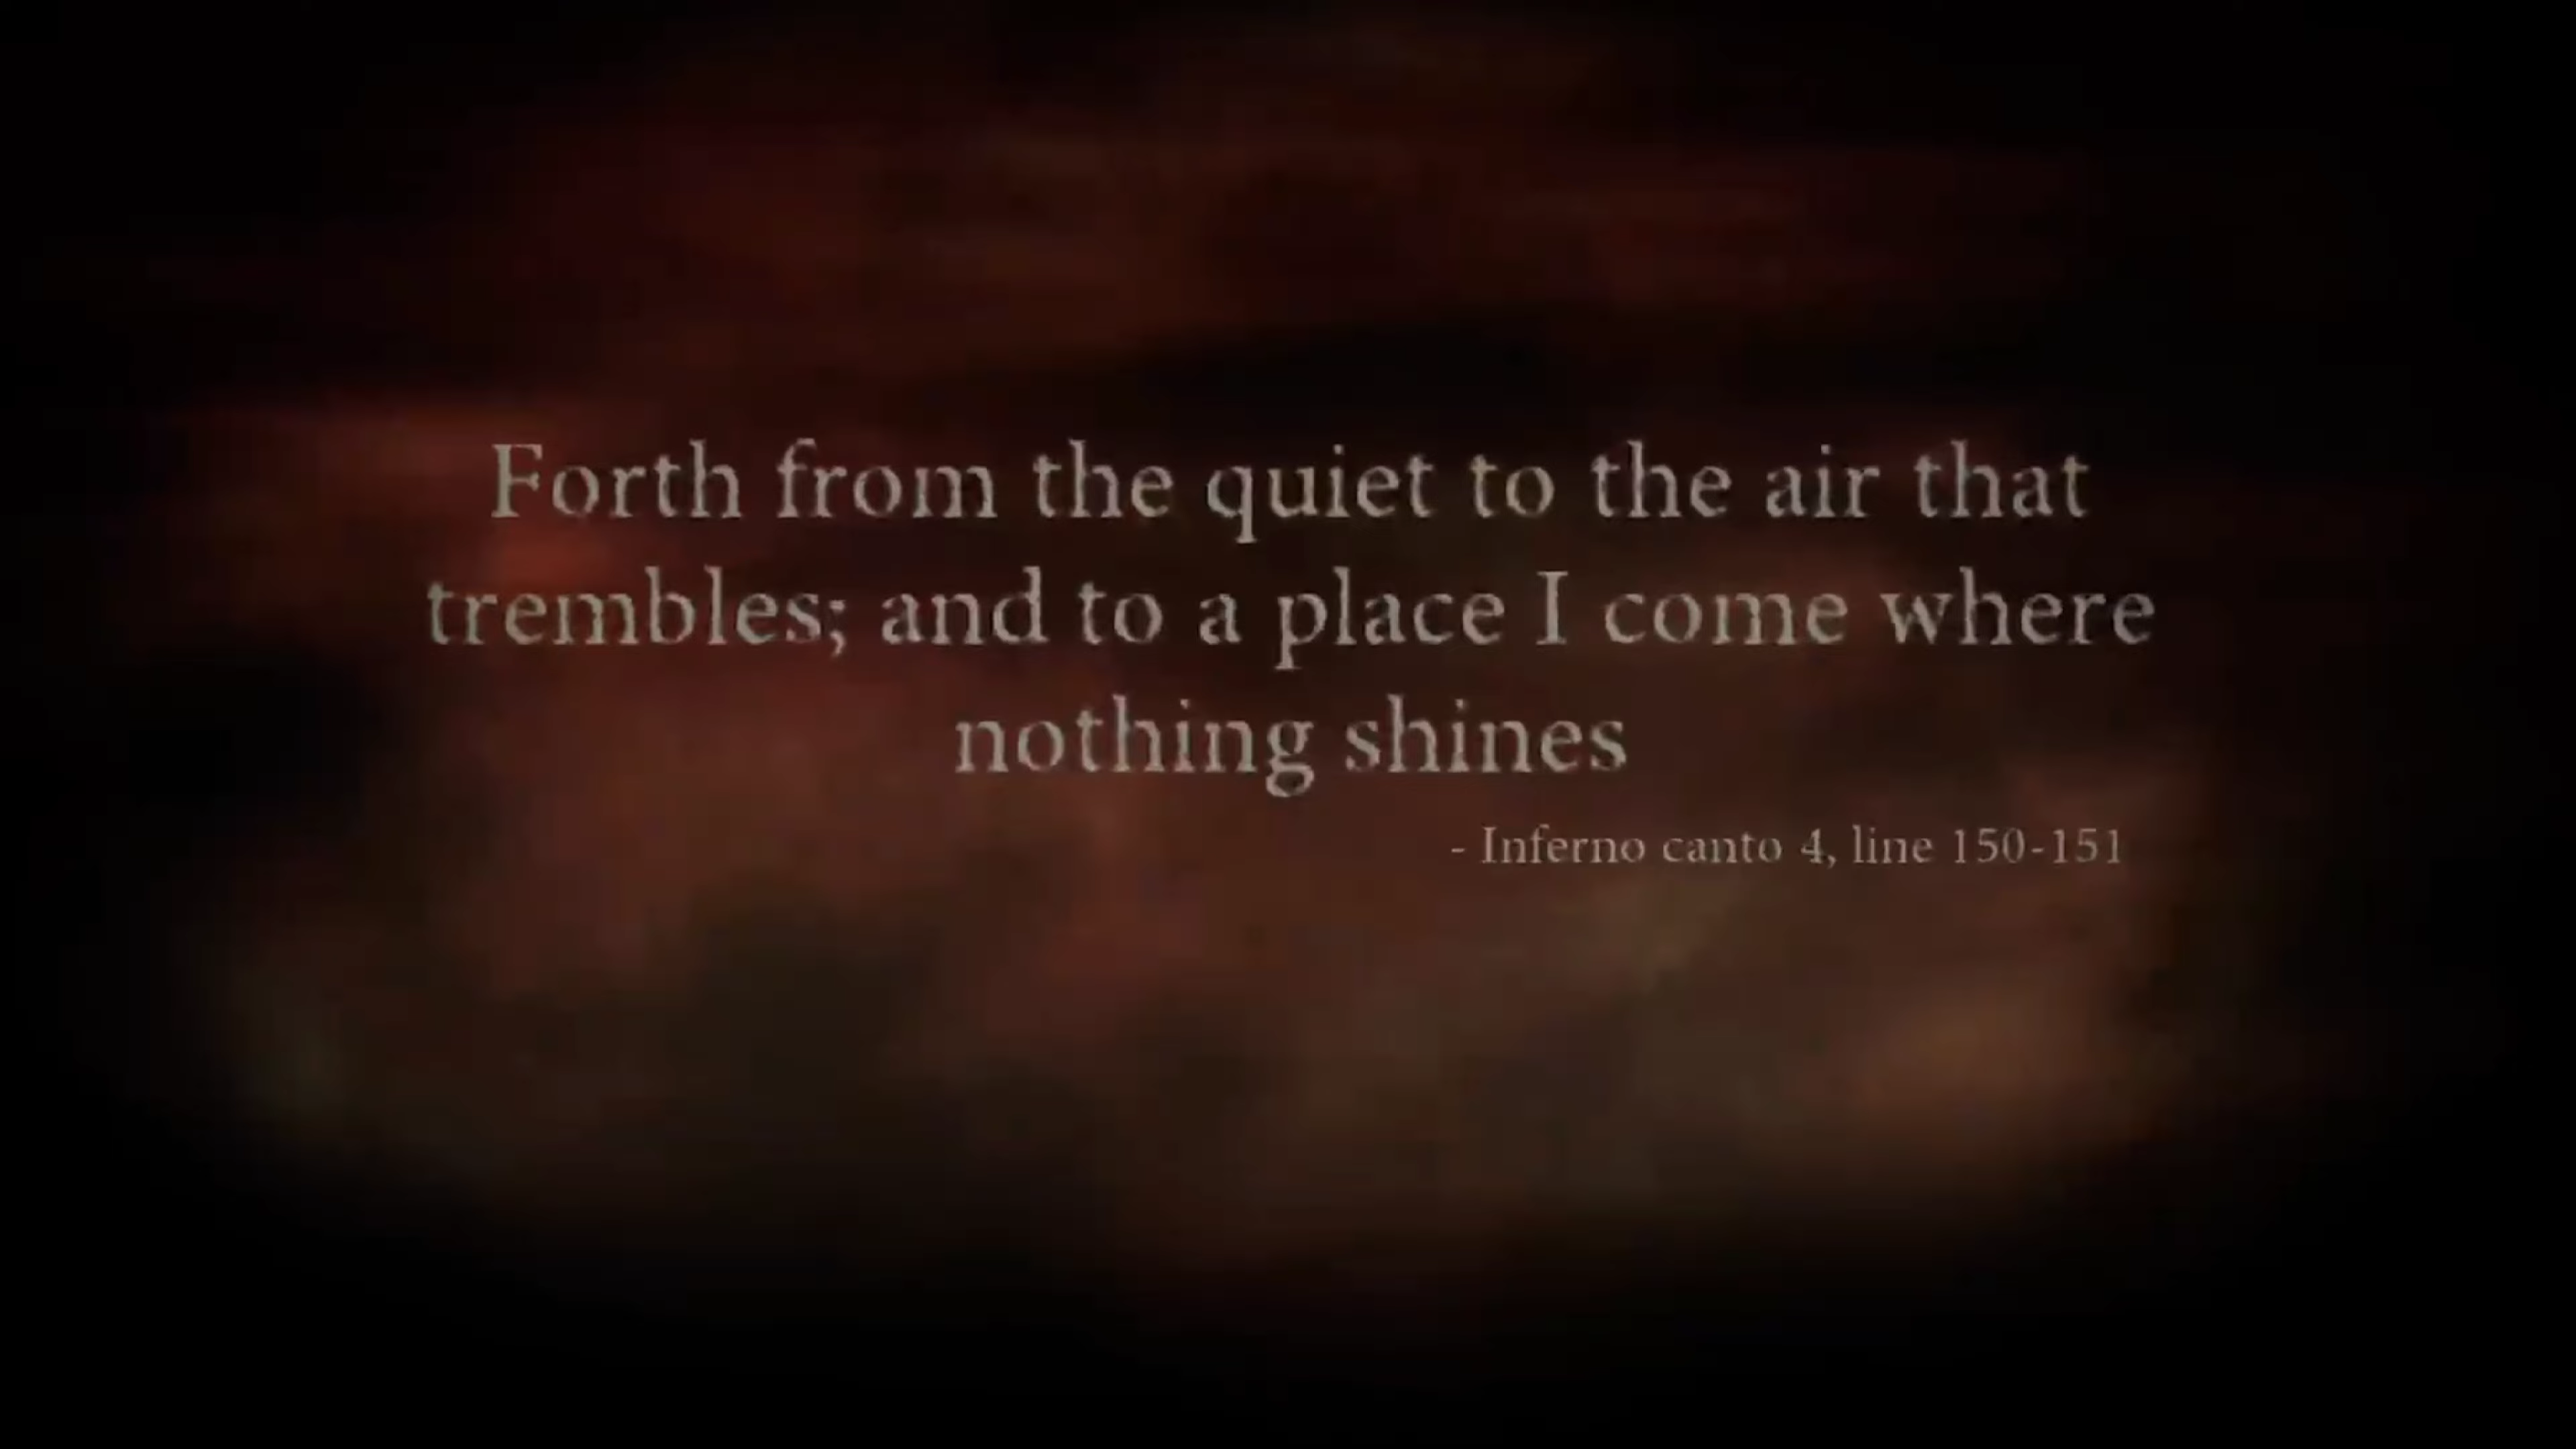 Forth from the quiet to the air that
trembles; and to a place I come where
nothing shines
- Inferno canto 4, line 150-151